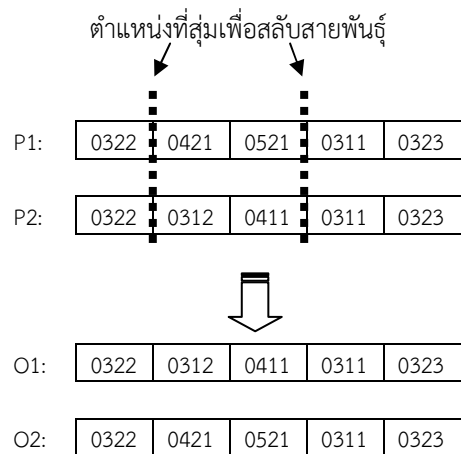 ตำแหน่งที่สุ่มเพื่อสลับสายพันธุ์
P1: 0322 0421 0521 0311 0323
P2: 0322 0312 0411 0311 0323
O1: 0322 0312 0411 0311 0323
O2: 0322 0421 0521 0311 0323